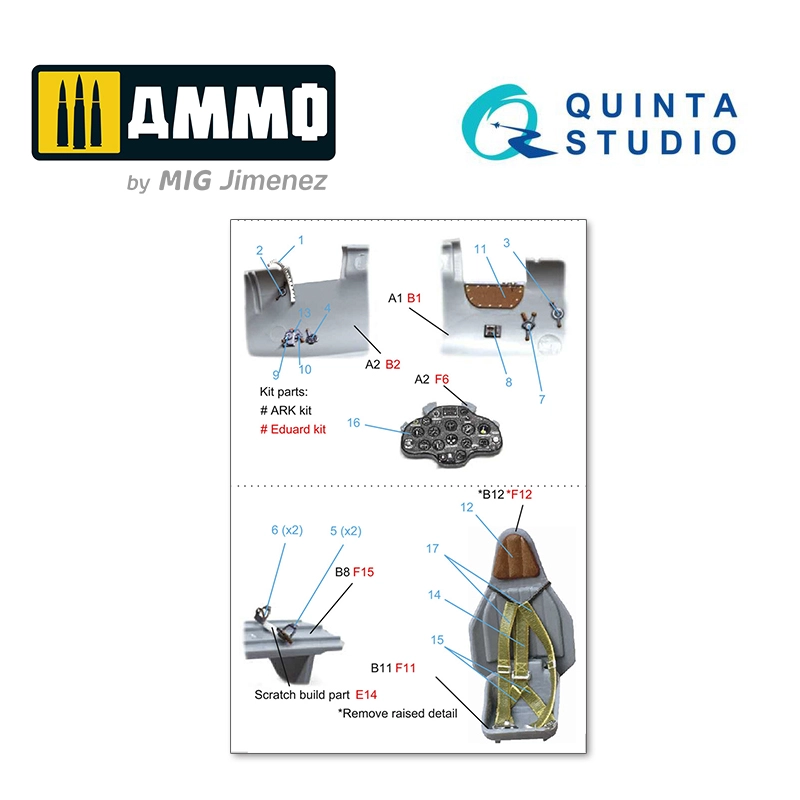 AMMO
by MIG Jimenez
QUINTA
STUDIO
1
2
3
11
13
4
A1 B1
9
10
A2 B2
8
7
Kit parts:
# ARK kit
# Eduard kit
A2 F6
16
*B12 *F12
12
6 (x2)
5 (x2)
17
B8 F15
14
15
B11 F11
Scratch build part E14
*Remove raised detail